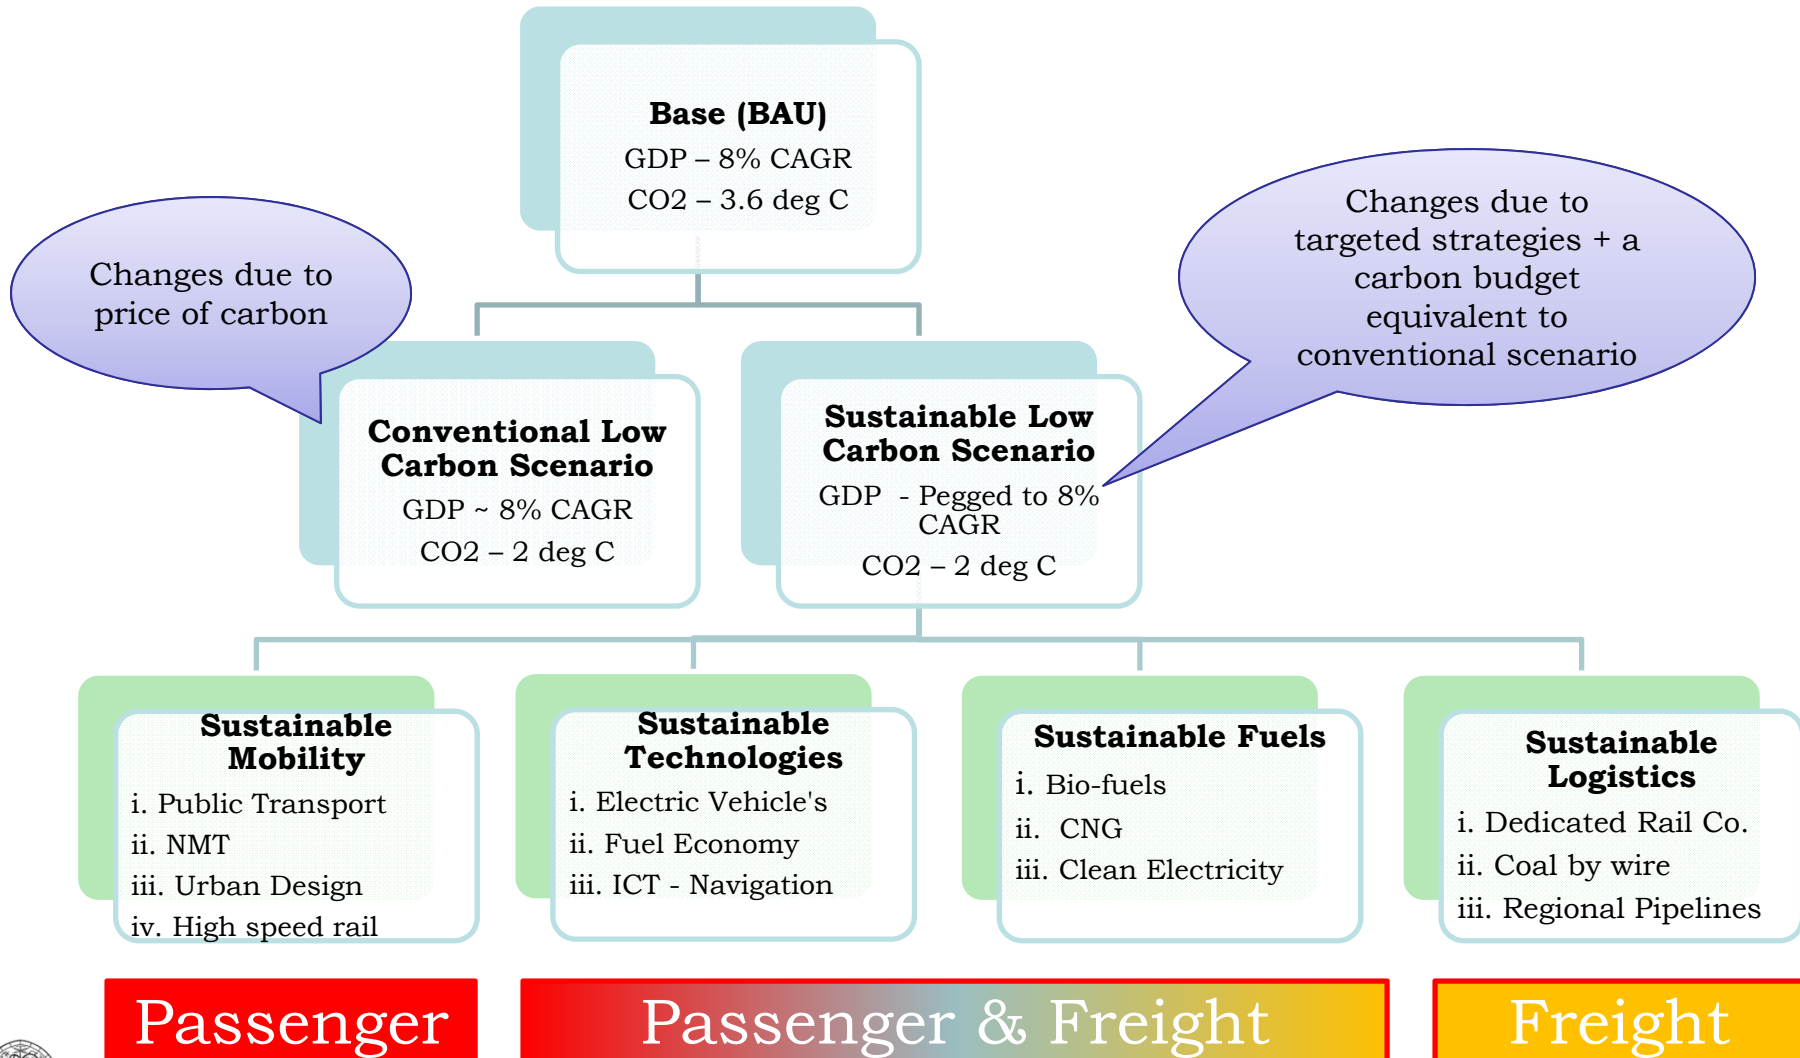 Base (BAU)
GDP – 8% CAGR
CO2 – 3.6 deg C
Changes due to
price of carbon
Changes due to
targeted strategies + a
carbon budget
equivalent to
conventional scenario
Conventional Low
Carbon Scenario
GDP ~ 8% CAGR
CO2 – 2 deg C
Sustainable Low
Carbon Scenario
GDP - Pegged to 8%
CAGR
CO2 – 2 deg C
Sustainable
Mobility
i. Public Transport
ii. NMT
iii. Urban Design
iv. High speed rail
Sustainable
Technologies
i. Electric Vehicle's
ii. Fuel Economy
iii. ICT - Navigation
Sustainable Fuels
i. Bio-fuels
ii. CNG
iii. Clean Electricity
Sustainable
Logistics
i. Dedicated Rail Co.
ii. Coal by wire
iii. Regional Pipelines
Passenger
Passenger & Freight
Freight